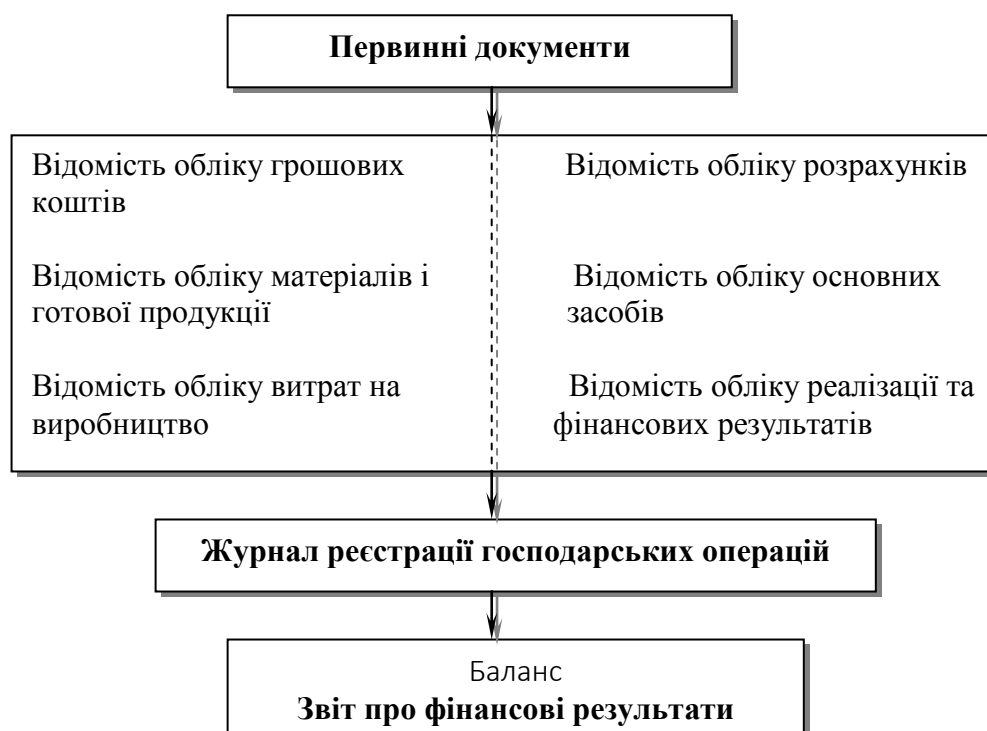 Первинні документи
Відомість обліку грошових
коштів
Відомість обліку матеріалів і
готової продукції
Відомість обліку витрат на
виробництво
Відомість обліку розрахунків
Відомість обліку основних
засобів
Відомість обліку реалізації та
фінансових результатів
Журнал реєстрації господарських операцій
Баланс
Звіт про фінансові результати